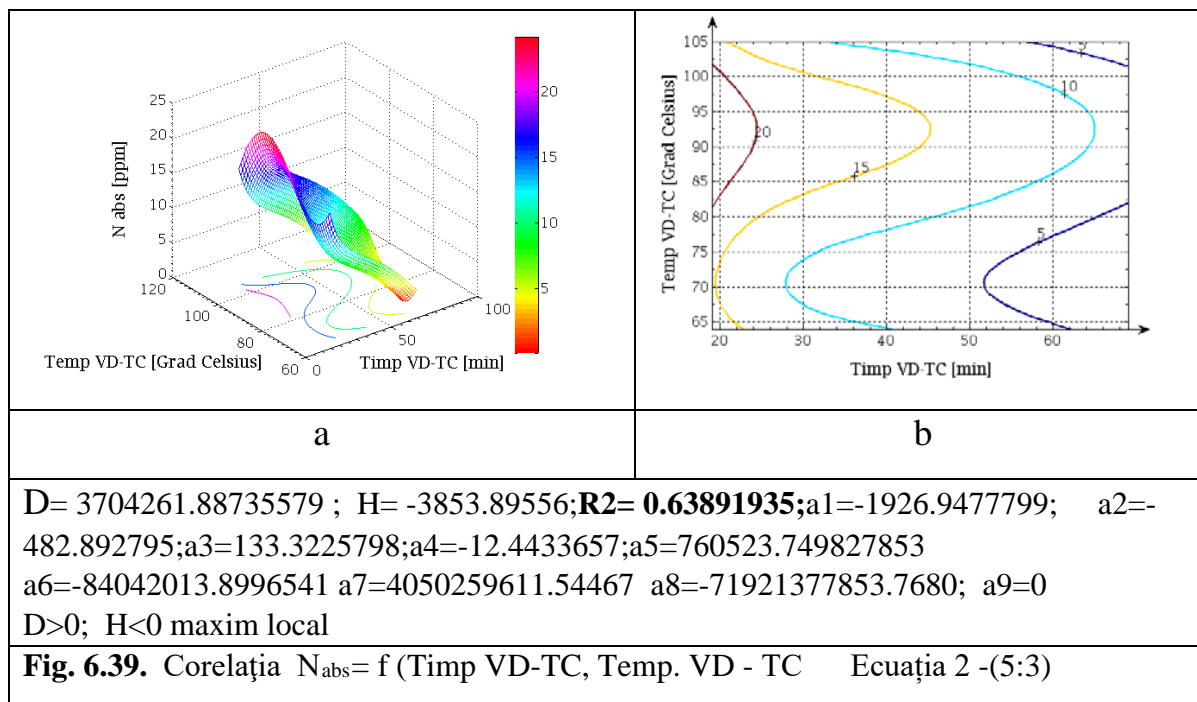 25
20
15
10
5
0
N abs [ppm]
120
100
80
60
Temp VD-TC [Grad Celsius]
0
50
100
Timp VD-TC [min]
20
15
10
5
105
100
95
90
85
80
75
70
65
Temp VD-TC [Grad Celsius]
20 30 40 50 60
Timp VD-TC [min]
20
15
10
5
5
a
b
D= 3704261.88735579 ; H= -3853.89556;R2= 0.63891935;a1=-1926.9477799; a2=-
482.892795;a3=133.3225798;a4=-12.4433657;a5=760523.749827853
a6=-84042013.8996541 a7=4050259611.54467 a8=-71921377853.7680; a9=0
D>0; H<0 maxim local
Fig. 6.39. Corelaţia Nabs= f (Timp VD-TC, Temp. VD - TC Ecuația 2 -(5:3)